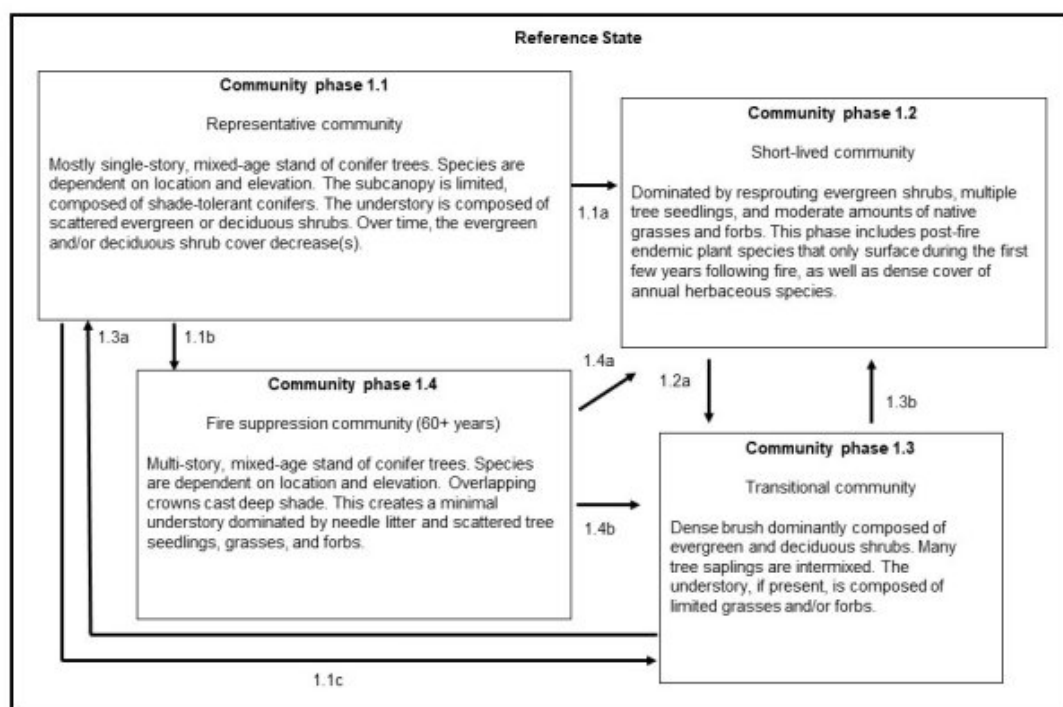 Reference State
Community phase 1.1
Representative community
Mostly single-story, mixed-age stand of conifer trees. Species are
dependent on location and elevation. The subcanopy is limited,
composed of shade-tolerant conifers. The understory is composed of
scattered evergreen or deciduous shrubs. Over time, the evergreen
and/or deciduous shrub cover decrease(s).
1.1a
Community phase 1.2
Short-lived community
Dominated by resprouting evergreen shrubs, multiple
tree seedlings, and moderate amounts of native
grasses and forbs. This phase includes post-fire
endemic plant species that only surface during the first
few years following fire, as well as dense cover of
annual herbaceous species.
1.3a
1.1b
1.4a
1.2a
1.3b
Community phase 1.4
Fire suppression community (60+ years)
Multi-story, mixed-age stand of conifer trees. Species
are dependent on location and elevation. Overlapping
crowns cast deep shade. This creates a minimal
understory dominated by needle litter and scattered tree
seedlings, grasses, and forbs.
1.4b
Community phase 1.3
Transitional community
Dense brush dominantly composed of
evergreen and deciduous shrubs. Many
tree saplings are intermixed. The
understory, if present, is composed of
limited grasses and/or forbs.
1.1c